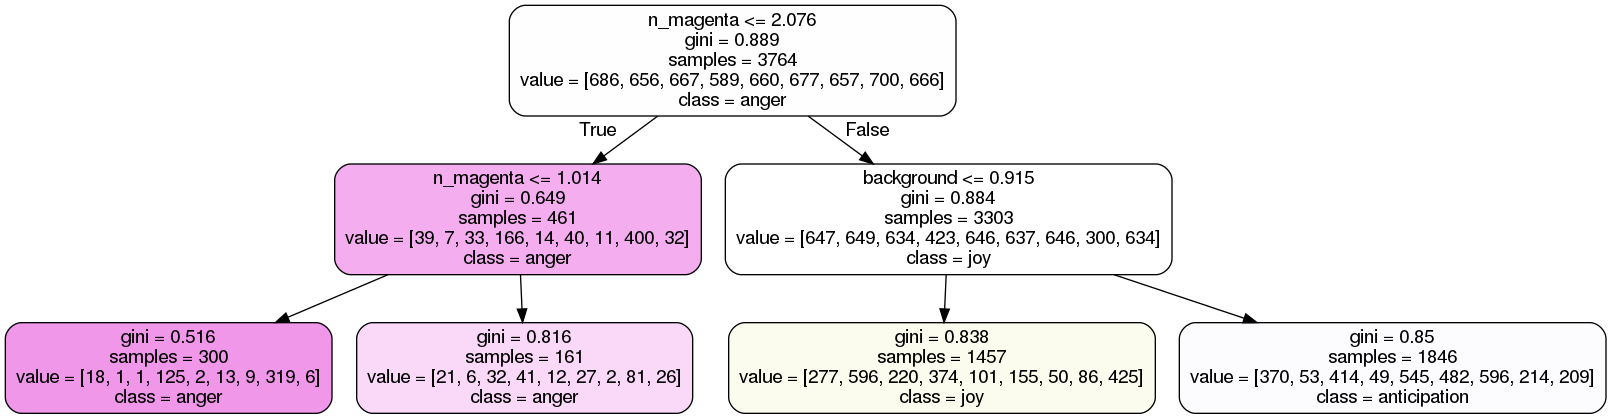 n_magenta <= 2.076
gini = 0.889
samples = 3764
value = [686, 656, 667, 589, 660, 677, 657, 700, 666]
class = anger
True
False
n_magenta <= 1.014
gini = 0.649
samples = 461
value = [39, 7, 33, 166, 14, 40, 11, 400, 32]
class = anger
background <= 0.915
gini = 0.884
samples = 3303
value = [647, 649, 634, 423, 646, 637, 646, 300, 634]
class = joy
gini = 0.516
samples = 300
value = [18, 1, 1, 125, 2, 13, 9, 319, 6]
class = anger
gini = 0.816
samples = 161
value = [21, 6, 32, 41, 12, 27, 2, 81, 26]
class = anger
gini = 0.838
samples = 1457
value = [277, 596, 220, 374, 101, 155, 50, 86, 425]
class = joy
gini = 0.85
samples = 1846
value = [370, 53, 414, 49, 545, 482, 596, 214, 209]
class = anticipation